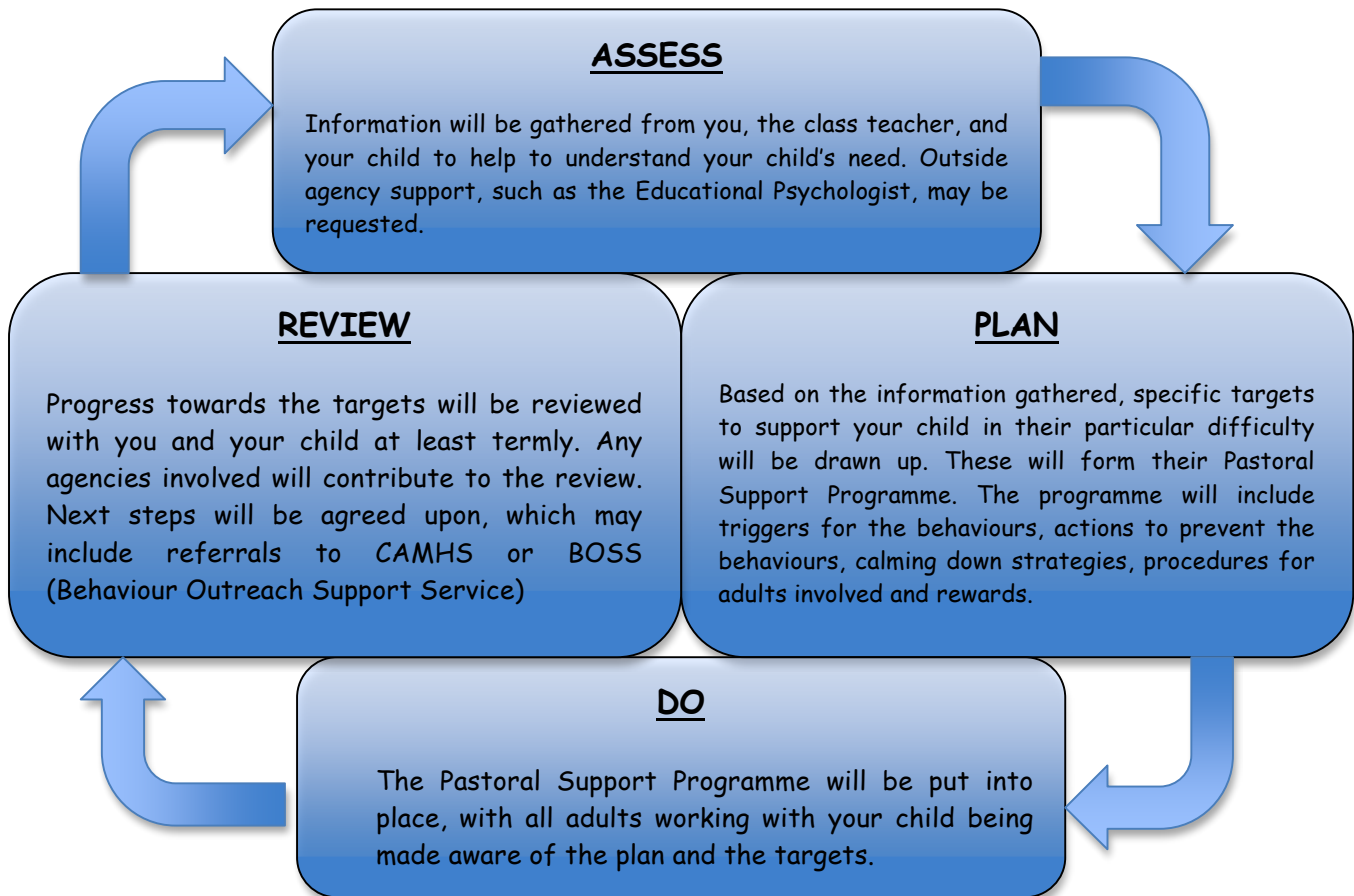 ASSESS
Information will be gathered from you, the class teacher, and
your child to help to understand your child's need. Outside
agency support, such as the Educational Psychologist, may be
requested.
PLAN
Based on the information gathered, specific targets
to support your child in their particular difficulty
will be drawn up. These will form their Pastoral
Support Programme. The programme will include
triggers for the behaviours, actions to prevent the
behaviours, calming down strategies, procedures for
adults involved and rewards.
DO
The Pastoral Support Programme will be put into
place, with all adults working with your child being
made aware of the plan and the targets.
REVIEW
Progress towards the targets will be reviewed
with you and your child at least termly. Any
agencies involved will contribute to the review.
Next steps will be agreed upon, which may
include referrals to CAMHS or BOSS
(Behaviour Outreach Support Service)